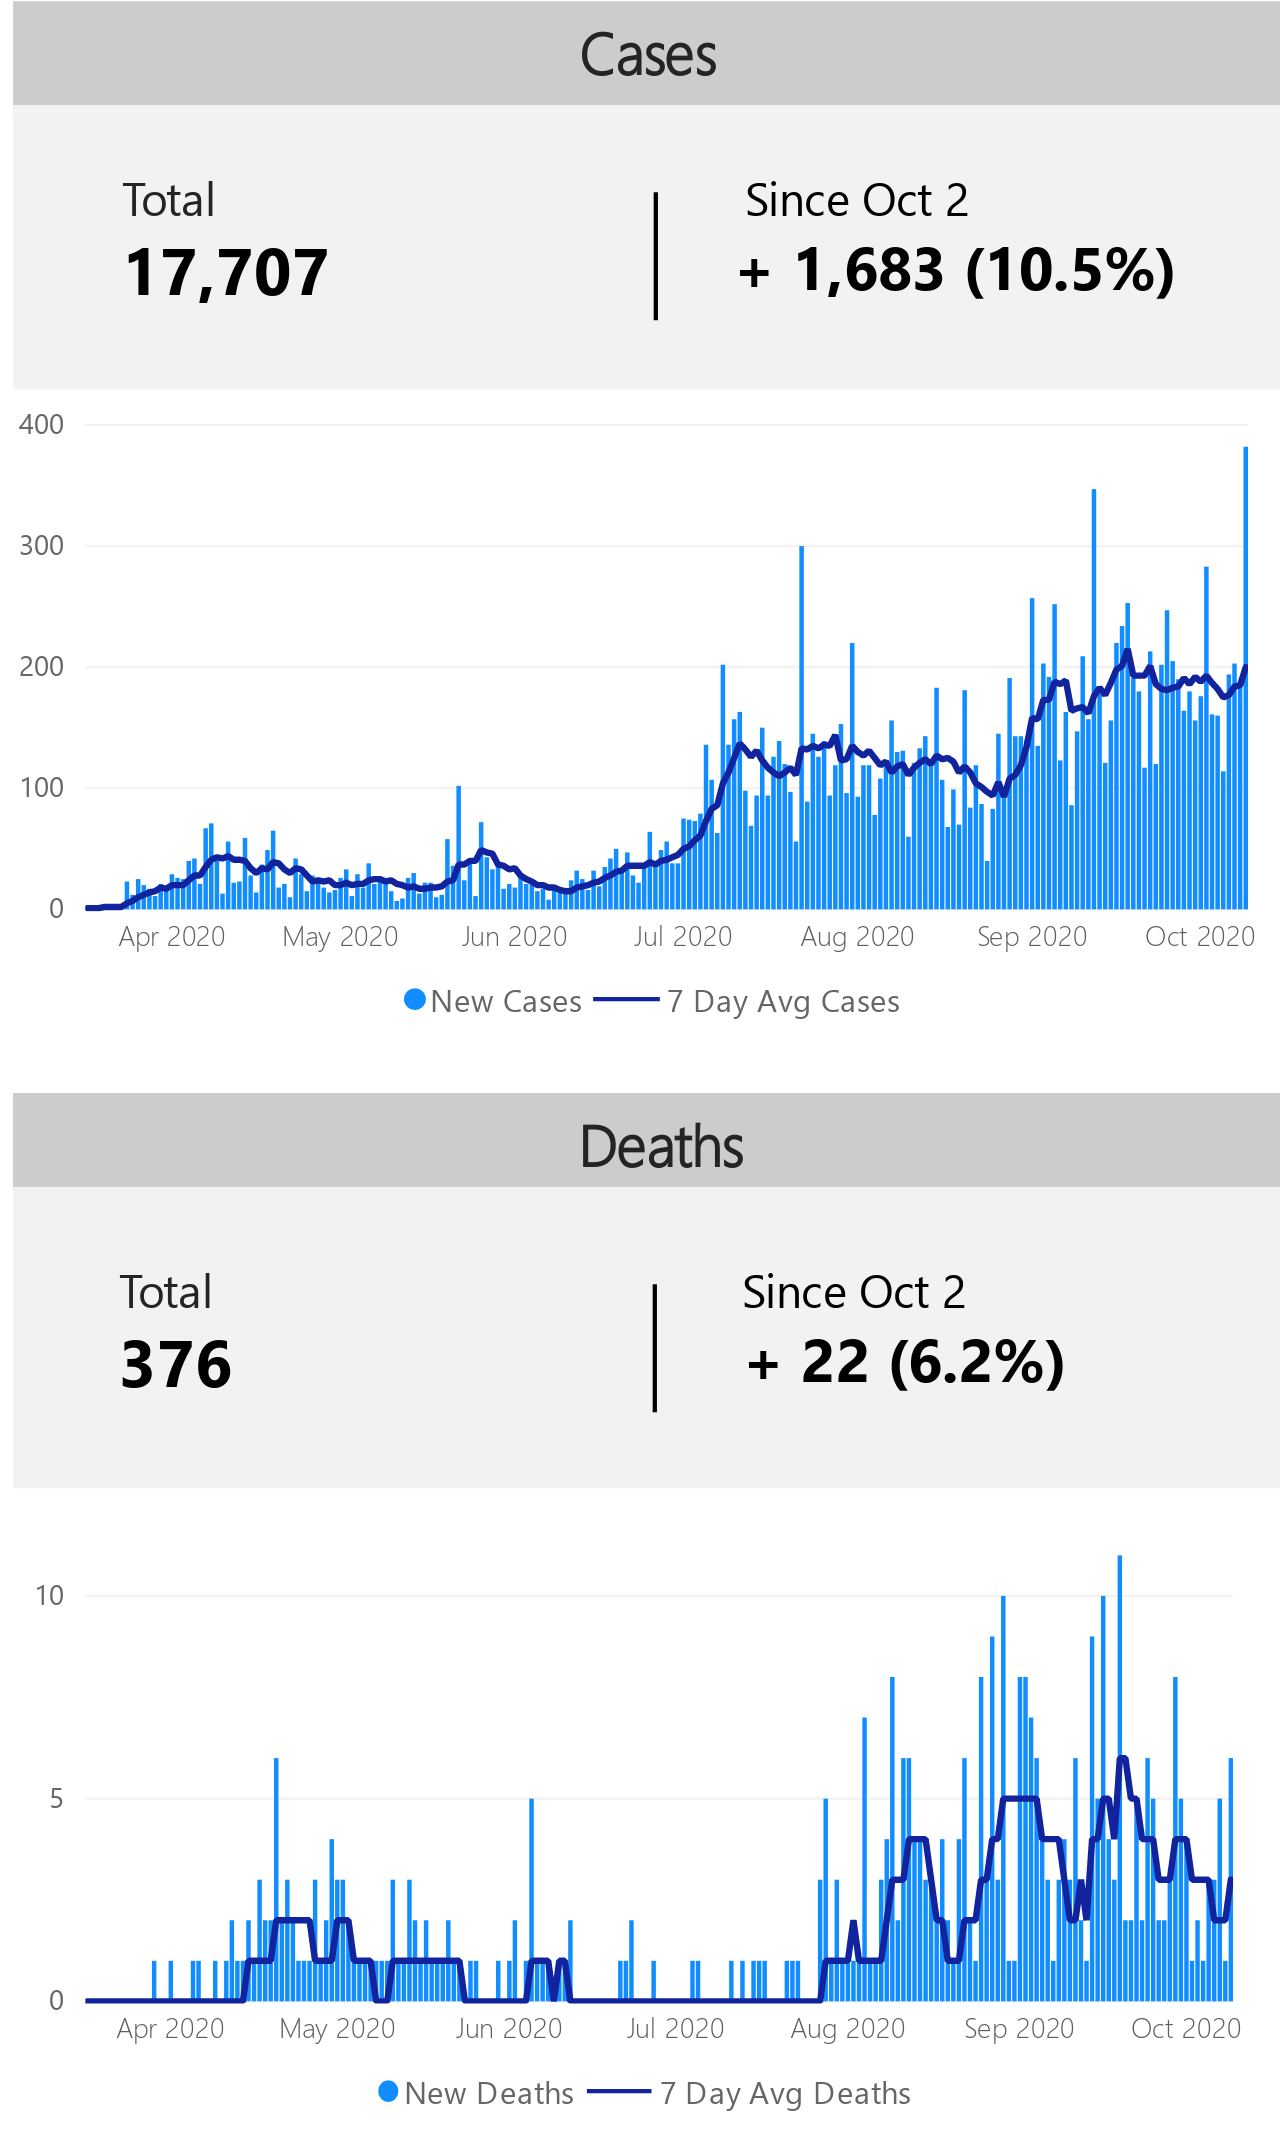 Cases
Total
Since Oct 2
17,707
+ 1,683 (10.5%)
400
300
200
100
0
Apr 2020 May 2020 Jun 2020 Jul 2020 Aug 2020 Sep 2020 Oct 2020
New Cases 7 Day Avg Cases
Deaths
Total
Since Oct 2
376
+ 22 (6.2%)
10
5
0
Apr 2020 May 2020 Jun 2020 Jul 2020 Aug 2020 Sep 2020 Oct 2020
New Deaths 7 Day Avg Deaths